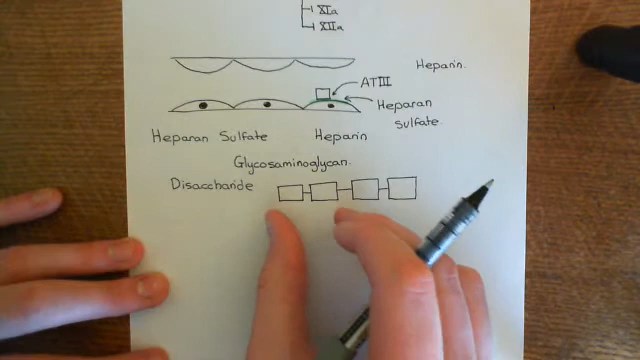 XIa
XIIa
Heparin.
ATIII
Heparan
sulfate.
Heparan Sulfate Heparin
Glycosaminoglycan.
Disaccharide